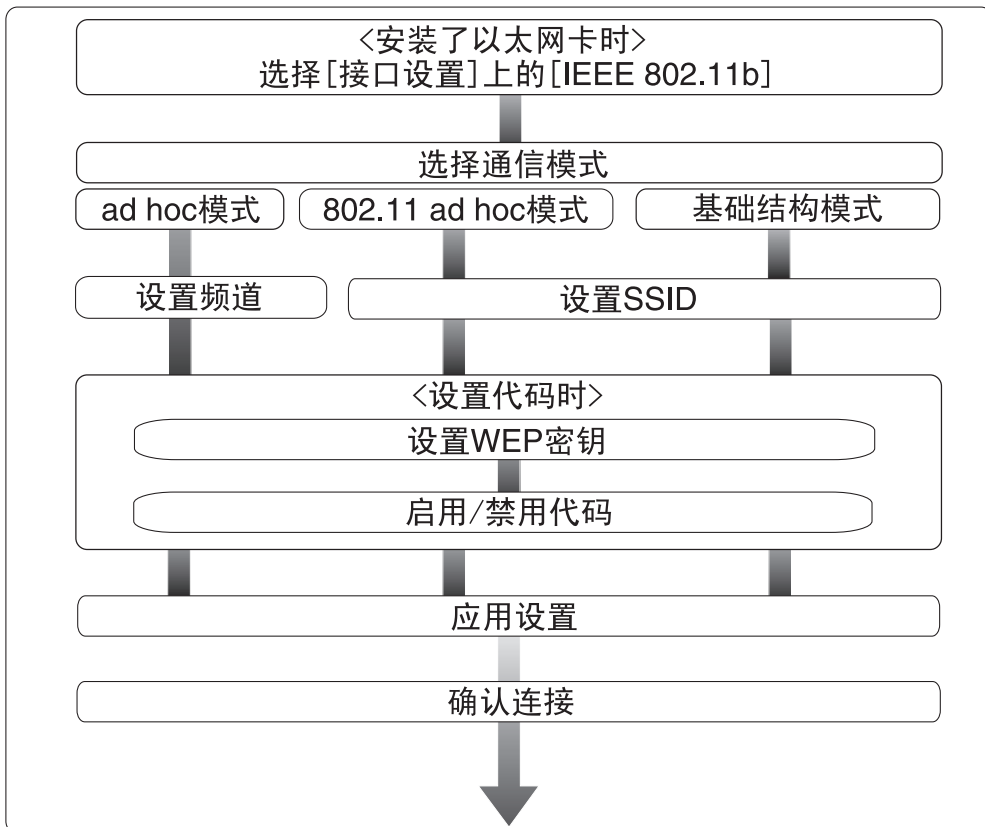 <安装了以太网卡时>
选择[接口设置]上的[IEEE 802.11b]
选择通信模式
ad hoc模式
802.11 ad hoc模式
基础结构模式
设置频道
设置SSID
<设置代码时>
设置WEP密钥
启用/禁用代码
应用设置
确认连接